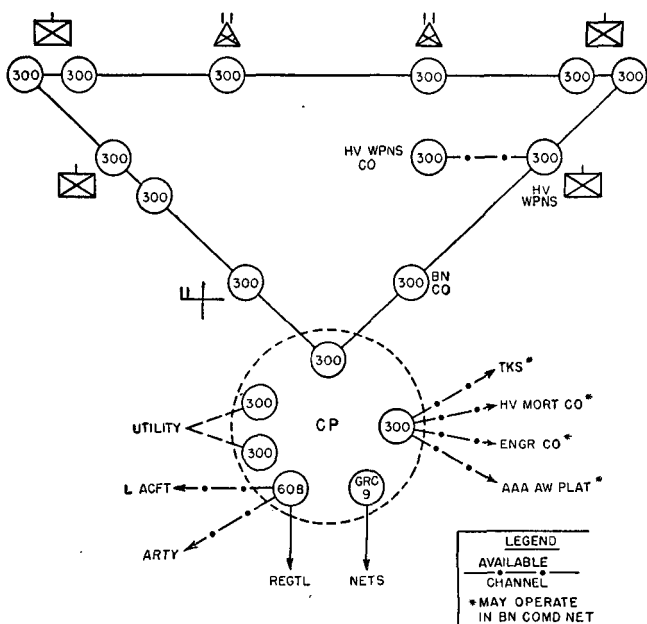 300 300 300 300 300 300
300 HV WPNS CO 300 300
HV WPNS
300
300 300 BN CO
300
300 CP 300
UTILITY
300
TKS*
HV MORT CO*
ENGR CO*
AAA AW PLAT*
L ACFT
608
GRC 9
ARTY
REGTL
NETS
LEGEND
AVAILABLE
CHANNEL
*MAY OPERATE
IN BN COMD NET